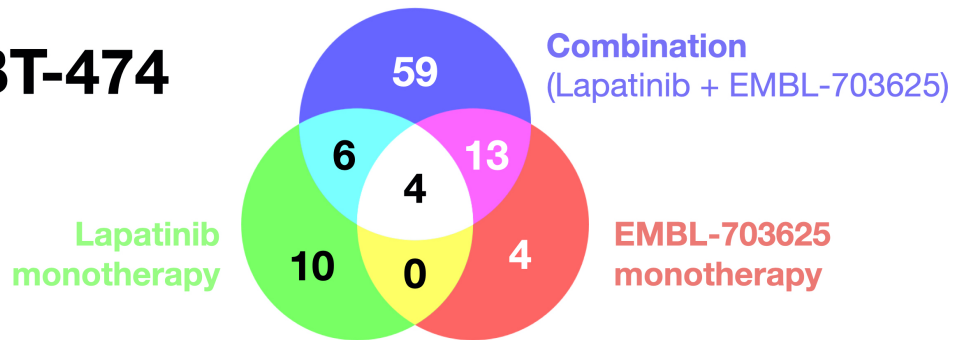 BT-474
59
Combination
(Lapatinib + EMBL-703625)
6
13
4
Lapatinib
monotherapy
10
0
4
EMBL-703625
monotherapy